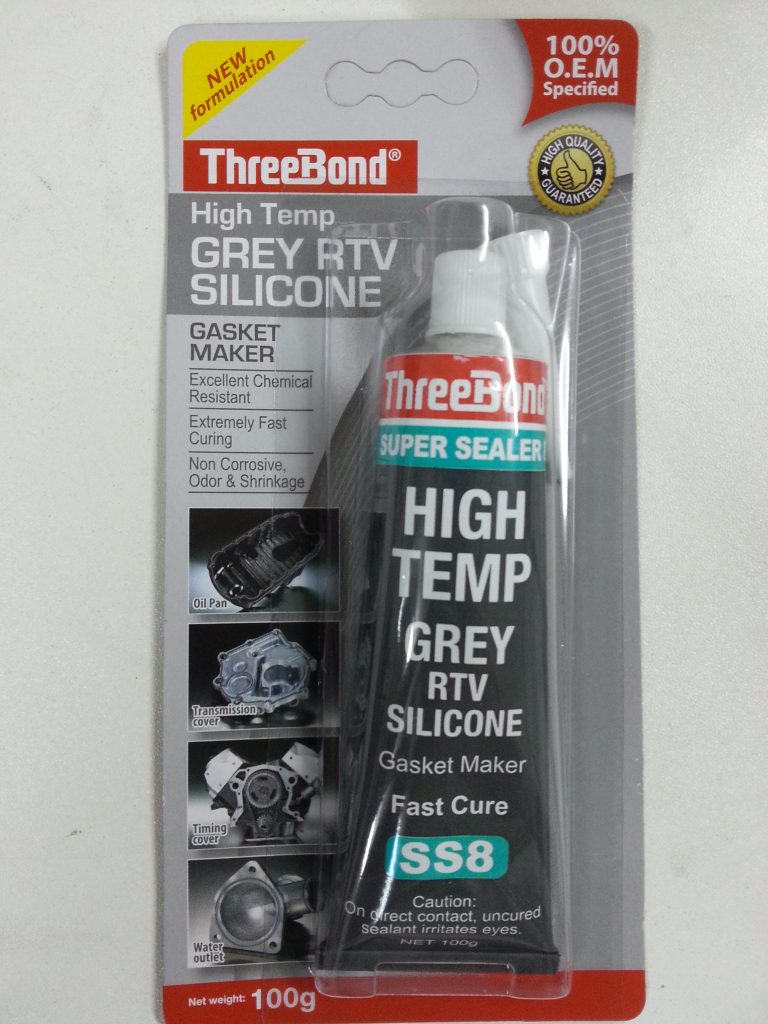 NEW
formulation
100%
O.E.M
Specified
HIGH QUALITY
GUARANTEED
ThreeBond®
High Temp
GREY RTV
SILICONE
GASKET
MAKER
Excellent Chemical
Resistant
Extremely Fast
Curing
Non Corrosive,
Odor & Shrinkage
Oil Pan
Transmission
cover
Timing
cover
Water
outlet
Net weight: 100g
ThreeBond
SUPER SEALER
HIGH
TEMP
GREY
RTV
SILICONE
Gasket Maker
Fast Cure
SS8
Caution:
On direct contact, uncured
Sealant irritates eyes.
NET 100g